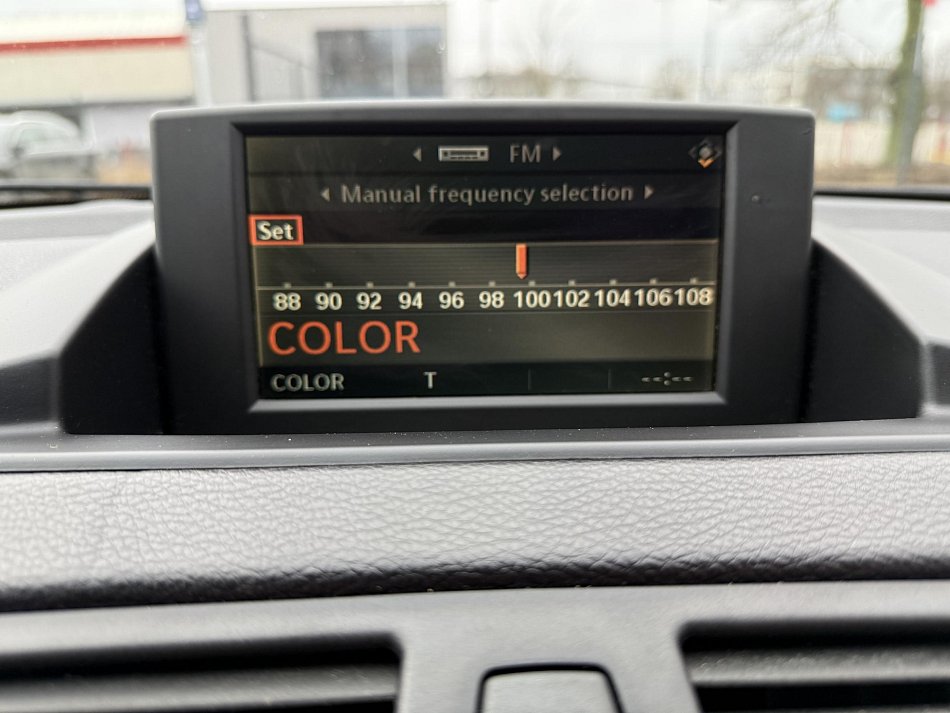 FM
Manual frequency selection
Set
88 90 92 94 96 98 100 102 104 106 108
COLOR
COLOR T --:--